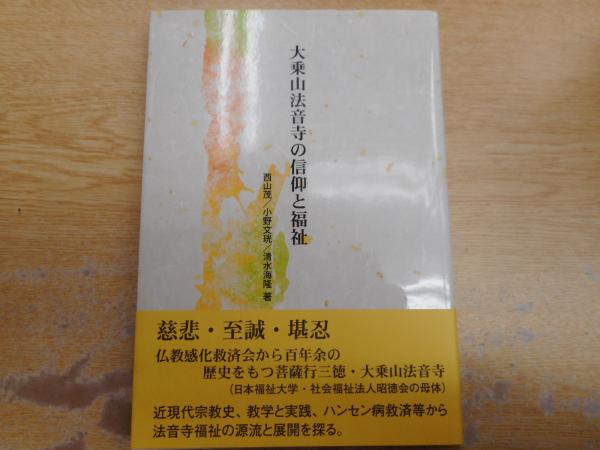 大乗山法音寺の信仰と福祉
西山茂／小野文珖／清水海隆 著
慈悲・至誠・堪忍
仏教感化救済会から百年余の
歴史をもつ菩薩行三徳・大乗山法音寺
（日本福祉大学・社会福祉法人昭徳会の母体）
近現代宗教史、教学と実践、ハンセン病救済等から
法音寺福祉の源流と展開を探る。